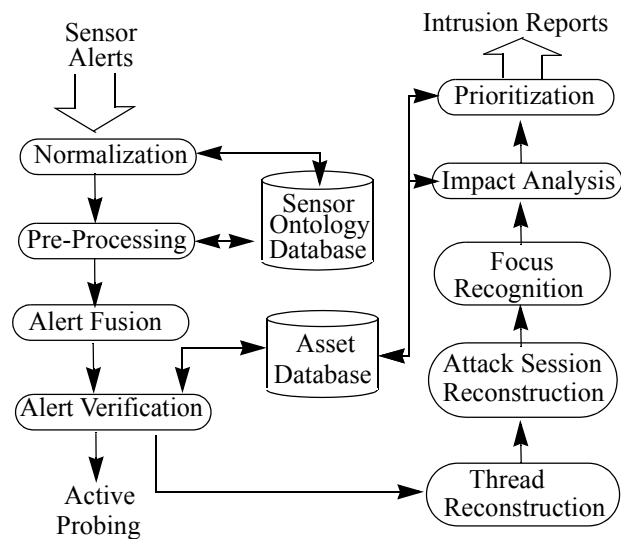 Sensor
Alerts
Normalization
Pre-Processing
Alert Fusion
Alert Verification
Active
Probing
Sensor
Ontology
Database
Asset
Database
Intrusion Reports
Prioritization
Impact Analysis
Focus
Recognition
Attack Session
Reconstruction
Thread
Reconstruction